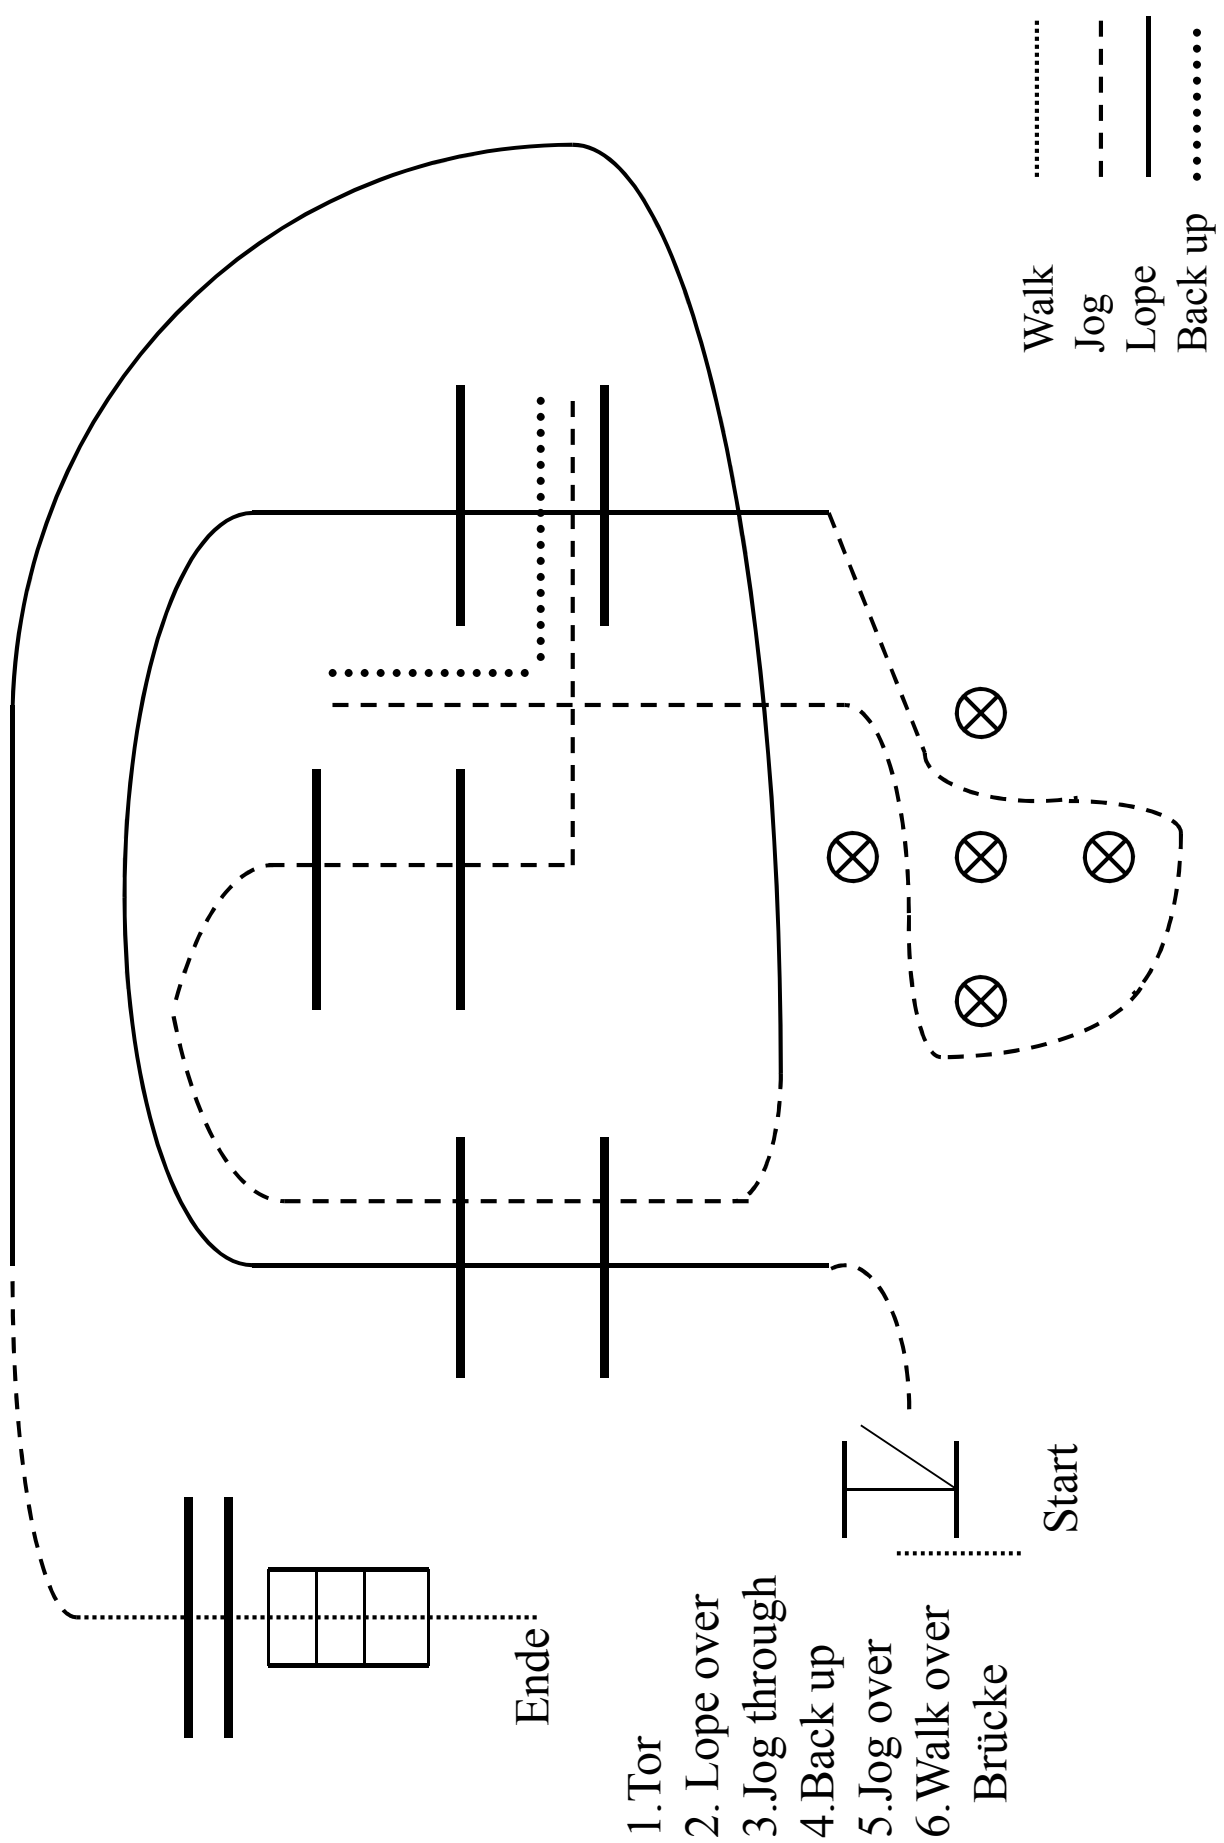 Ende
Start
1.Tor
2. Lope over
3.Jog through
4.Back up
5.Jog over
6.Walk over
Brücke
Walk
Jog
Lope
Back up